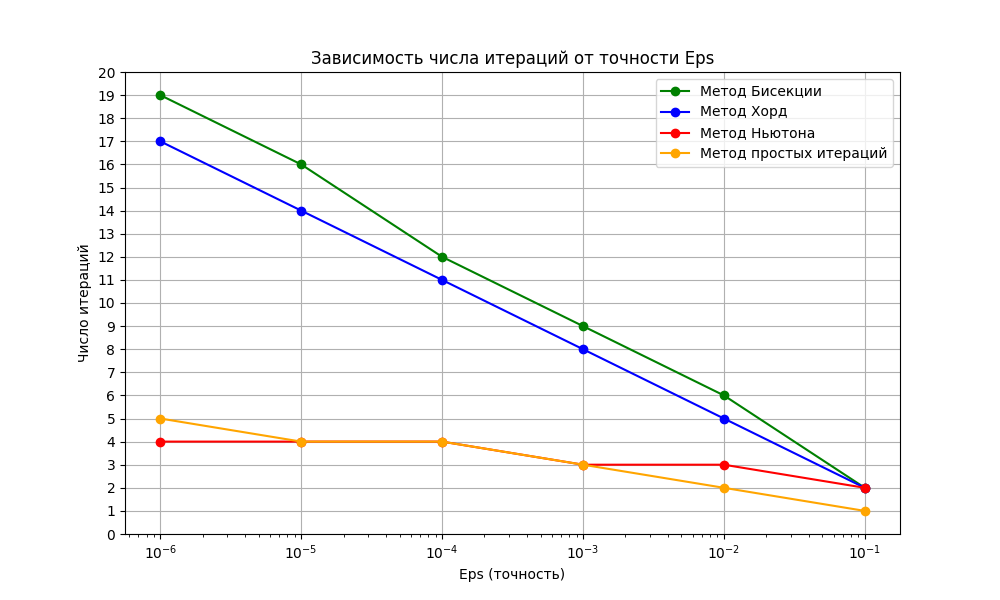 Зависимость числа итераций от точности Eps
Метод Бисекции
Метод Хорд
Метод Ньютона
Метод простых итераций
Число итераций
20
19
18
17
16
15
14
13
12
11
10
9
8
7
6
5
4
3
2
1
0
10⁻⁶ 10⁻⁵ 10⁻⁴ 10⁻³ 10⁻² 10⁻¹
Eps (точность)